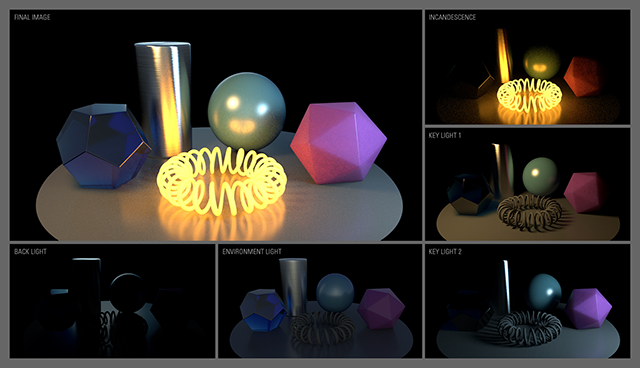 FINAL IMAGE
INCANDESCENCE
KEY LIGHT 1
BACK LIGHT
ENVIRONMENT LIGHT
KEY LIGHT 2